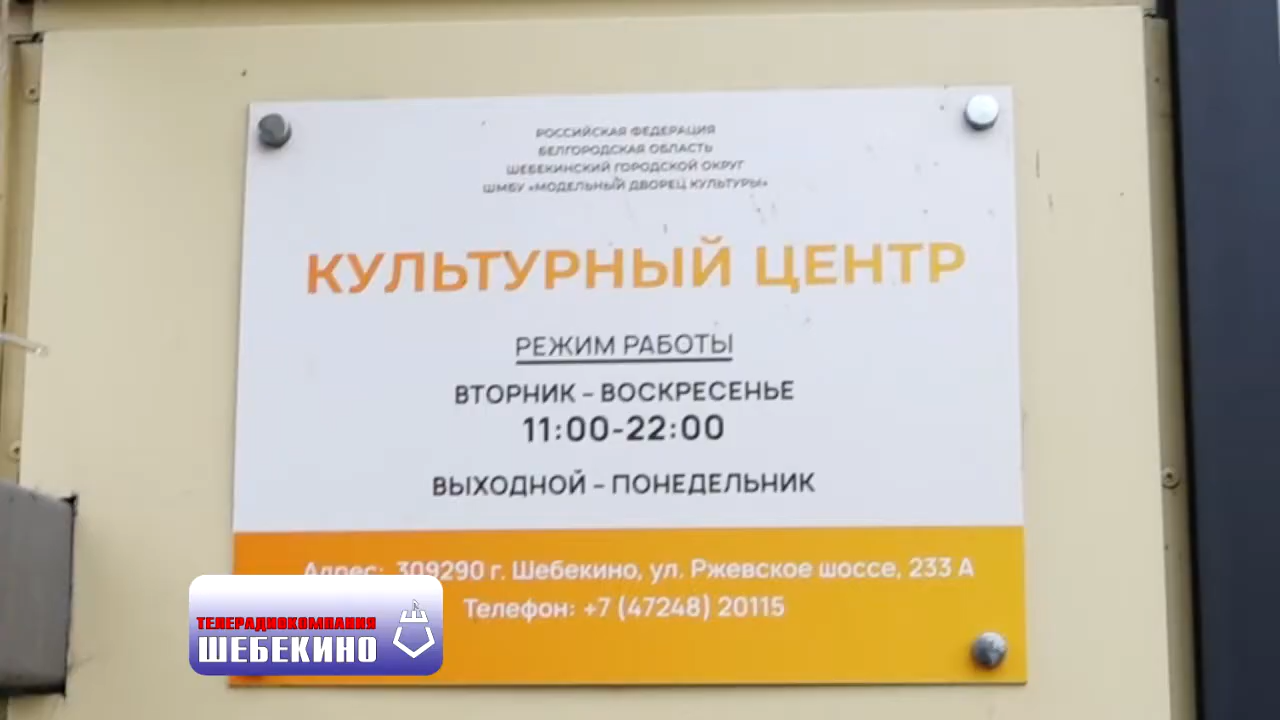 РОССИЙСКАЯ ФЕДЕРАЦИЯ
БЕЛГОРОДСКАЯ ОБЛАСТЬ
ШЕБЕКИНСКИЙ ГОРОДСКОЙ ОКРУГ
ШМБУ «МОДЕЛЬНЫЙ ДВОРЕЦ КУЛЬТУРЫ»
КУЛЬТУРНЫЙ ЦЕНТР
РЕЖИМ РАБОТЫ
ВТОРНИК – ВОСКРЕСЕНЬЕ
11:00-22:00
ВЫХОДНОЙ – ПОНЕДЕЛЬНИК
Адрес: 309290 г. Шебекино, ул. Ржевское шоссе, 233 А
Телефон: +7 (47248) 20115
ТЕЛЕРАДИОКОМПАНИЯ
ШЕБЕКИНО